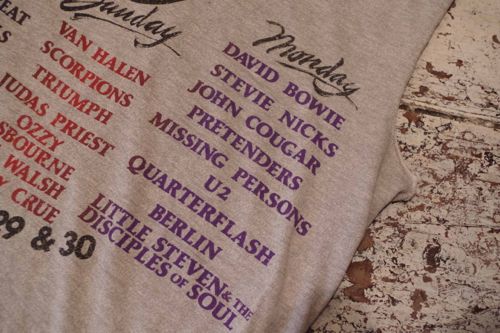 Sunday
VAN HALEN
SCORPIONS
TRIUMPH
JUDAS PRIEST
OZZY
SBOURNE
WALSH
Y CRUE
29 & 30
Monday
DAVID BOWIE
STEVIE NICKS
JOHN COUGAR
PRETENDERS
MISSING PERSONS
U2
QUARTERFLASH
BERLIN
LITTLE STEVEN & THE
DISCIPLES OF SOUL